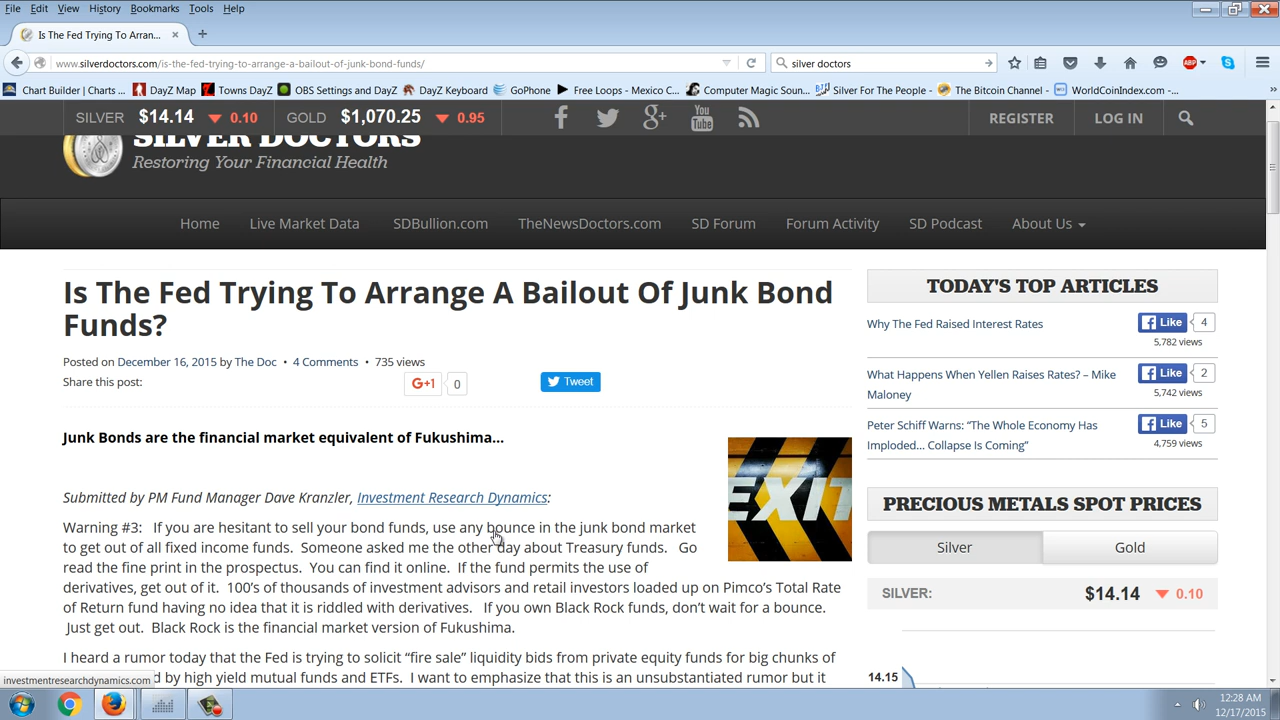 File Edit View History Bookmarks Tools Help
Is The Fed Trying To Arran...
www.silverdoctors.com/is-the-fed-trying-to-arrange-a-bailout-of-junk-bond-funds/
silver doctors
Chart Builder | Charts ... DayZ Map Towns DayZ OBS Settings and DayZ DayZ Keyboard GoPhone Free Loops - Mexico C... Computer Magic Soun... Silver For The People - The Bitcoin Channel - WorldCoinIndex.com -...
SILVER $14.14 0.10 GOLD $1,070.25 0.95 REGISTER LOG IN
SILVER DOCTORS
Restoring Your Financial Health
Home Live Market Data SDBullion.com TheNewsDoctors.com SD Forum Forum Activity SD Podcast About Us
Is The Fed Trying To Arrange A Bailout Of Junk Bond
Funds?
Posted on December 16, 2015 by The Doc • 4 Comments • 735 views
Share this post:
G+1 0 Tweet
Junk Bonds are the financial market equivalent of Fukushima...
EXIT
Submitted by PM Fund Manager Dave Kranzler, Investment Research Dynamics:
Warning #3: If you are hesitant to sell your bond funds, use any bounce in the junk bond market
to get out of all fixed income funds. Someone asked me the other day about Treasury funds. Go
read the fine print in the prospectus. You can find it online. If the fund permits the use of
derivatives, get out of it. 100's of thousands of investment advisors and retail investors loaded up on Pimco's Total Rate
of Return fund having no idea that it is riddled with derivatives. If you own Black Rock funds, don't wait for a bounce.
Just get out. Black Rock is the financial market version of Fukushima.
I heard a rumor today that the Fed is trying to solicit "fire sale" liquidity bids from private equity funds for big chunks of
d by high yield mutual funds and ETFs. I want to emphasize that this is an unsubstantiated rumor but it
investmentresearchdynamics.com
TODAY'S TOP ARTICLES
Why The Fed Raised Interest Rates
Like 4
5,782 views
What Happens When Yellen Raises Rates? – Mike
Maloney
Like 2
5,742 views
Peter Schiff Warns: "The Whole Economy Has
Imploded... Collapse Is Coming"
Like 5
4,759 views
PRECIOUS METALS SPOT PRICES
Silver Gold
SILVER: $14.14 0.10
14.15
12:28 AM
12/17/2015